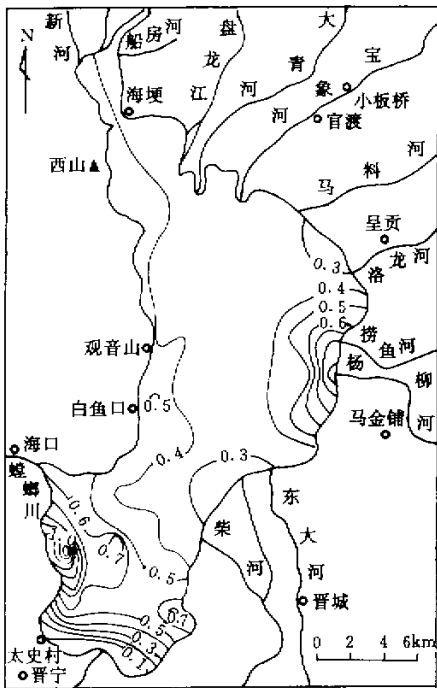 N
新河
船房河
盘龙江
大青河
宝象河
海埂
小板桥
官渡
西山
马料河
呈贡
洛龙河
0.3
0.4
0.5
0.6
捞鱼河
杨柳河
观音山
白鱼口
0.5
马金铺
海口
螳螂川
0.4
0.3
0.6
0.7
0.5
0.7
柴河
东大河
0.5
0.3
0.1
晋城
太史村
晋宁
0 2 4 6km